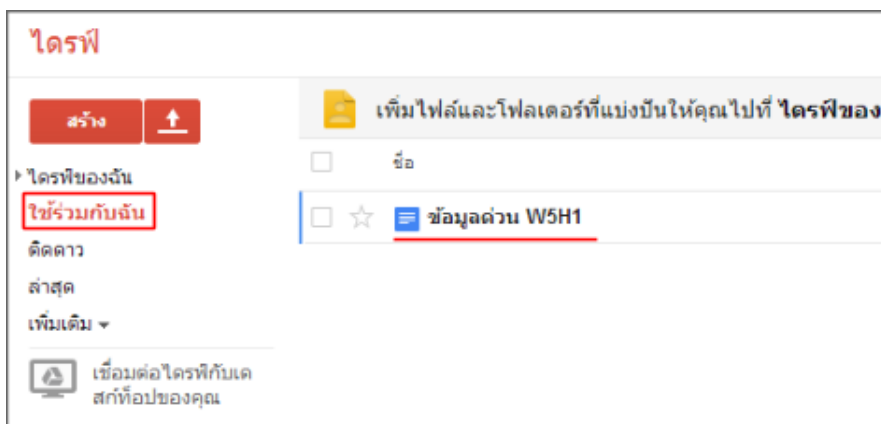 ไดรฟ์
สร้าง
เพิ่มไฟล์และโฟลเดอร์ที่แบ่งปันให้คุณไปที่ ไดรฟ์ของ
ชื่อ
ไดรฟ์ของฉัน
ใช้ร่วมกับฉัน
ข้อมูลด่วน W5H1
ติดดาว
ล่าสุด
เพิ่มเติม
เชื่อมต่อไดรฟ์กับเด
สก์ท็อปของคุณ